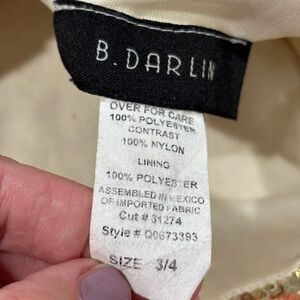 B. DARLIN
OVER FOR CARE
100% POLYESTER
CONTRAST
100% NYLON
LINING
100% POLYESTER
ASSEMBLED IN MEXICO
OF IMPORTED FABRIC
Cut # 31274
Style # Q0673393
SIZE 3/4